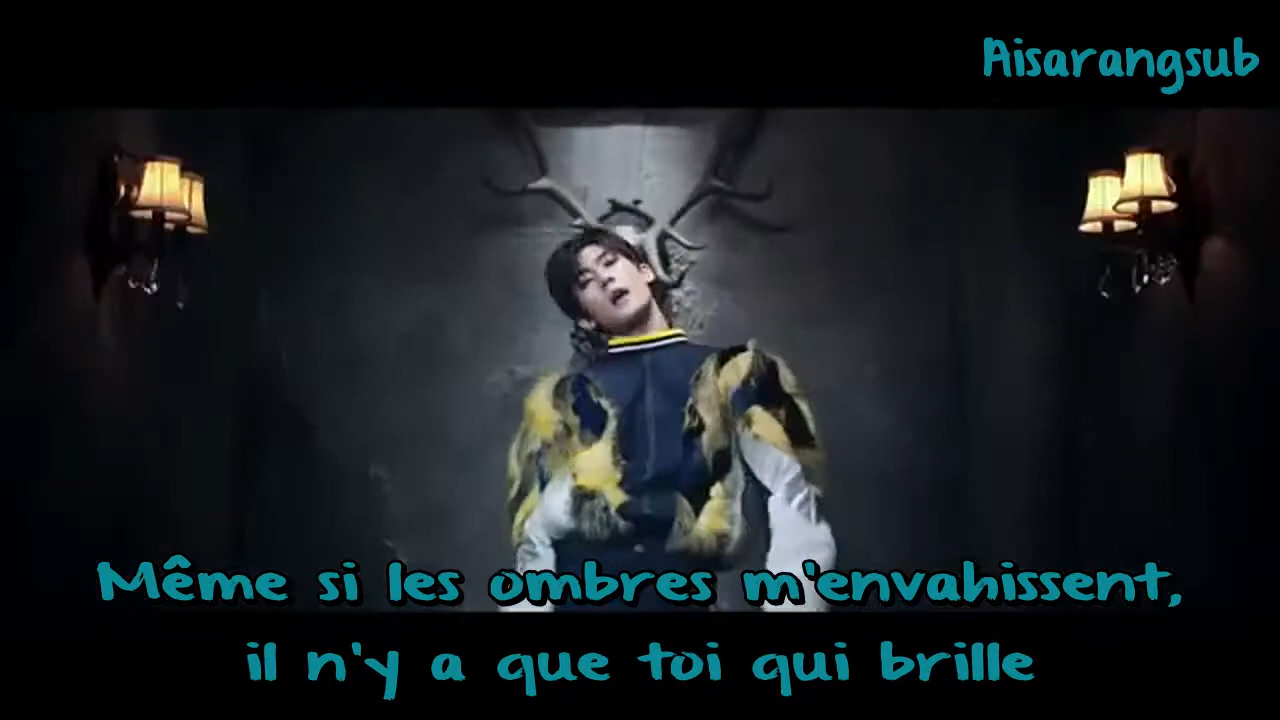 Aisarangsub
Même si les ombres m'envahissent,
il n'y a que toi qui brille